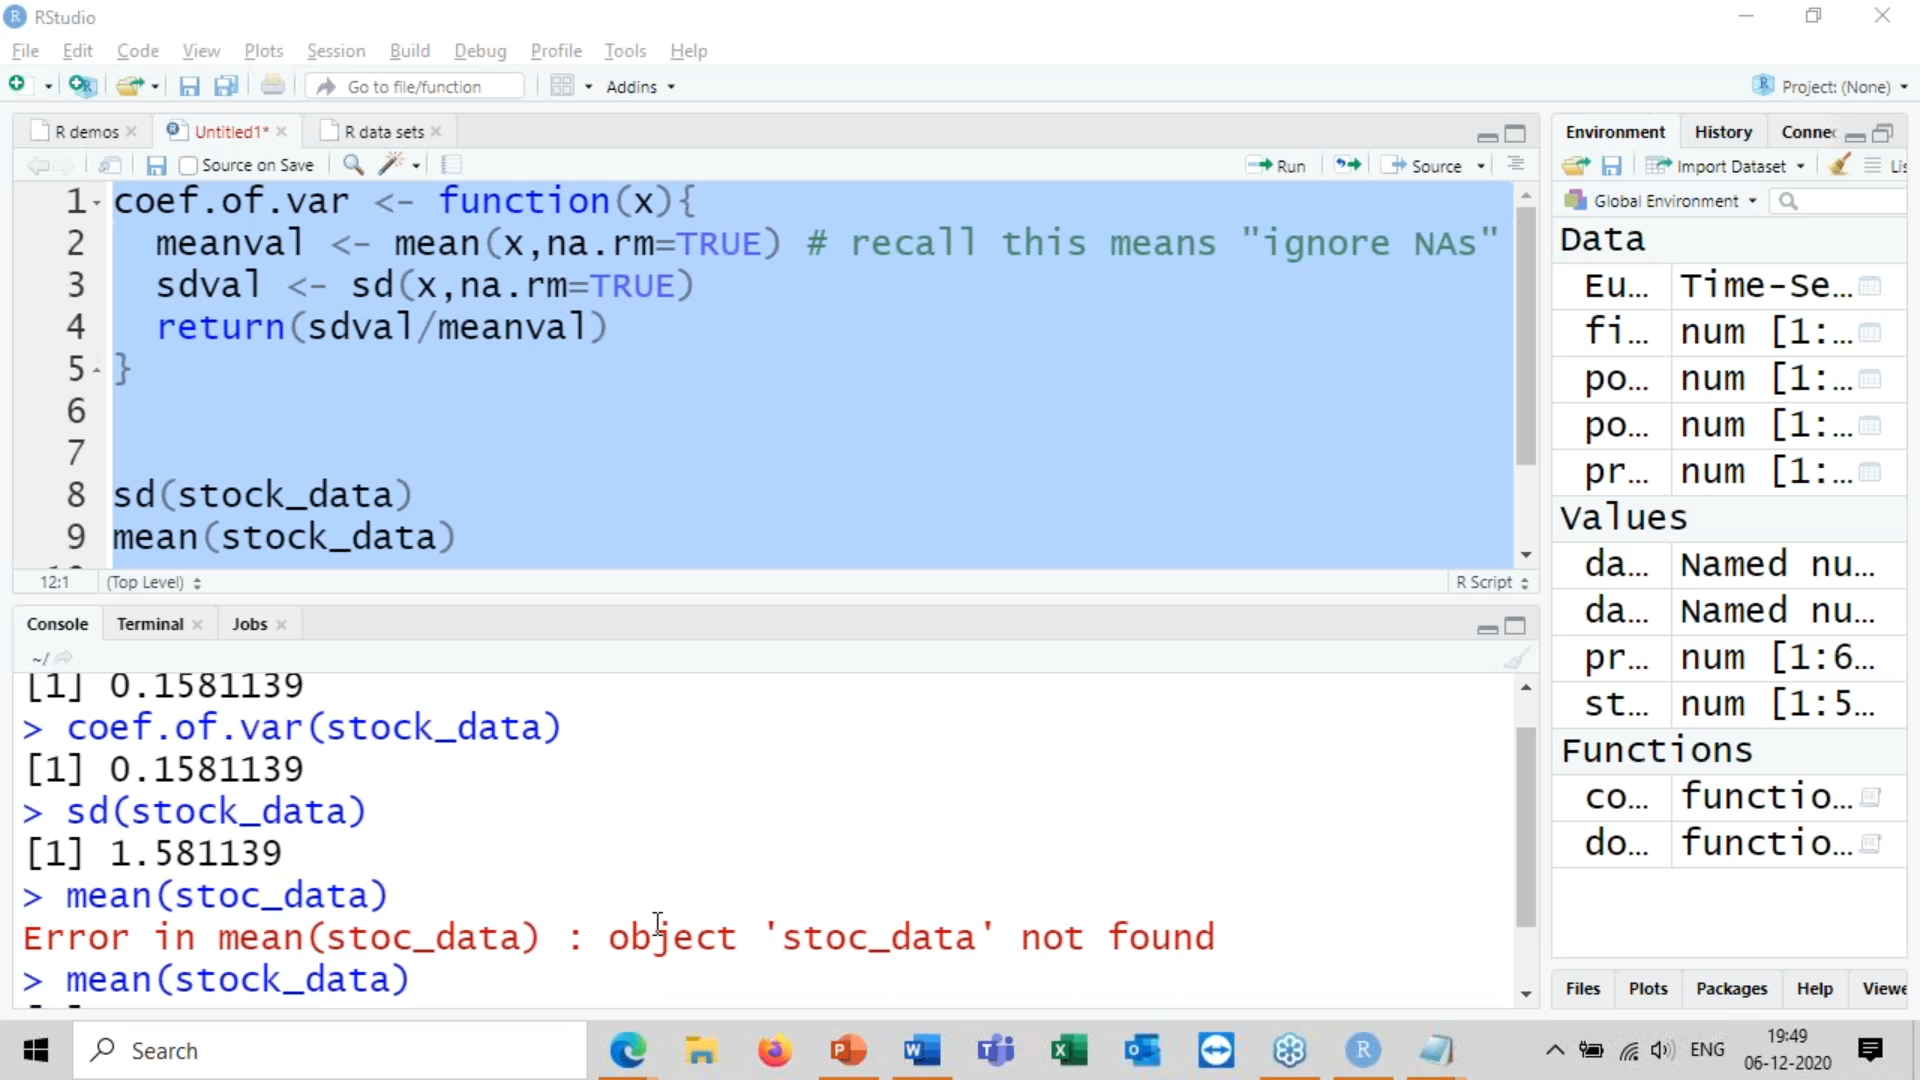 RStudio
File Edit Code View Plots Session Build Debug Profile Tools Help
Go to file/function Addins Project: (None)
R demos Untitled1* R data sets
Source on Save Run Source
1 coef.of.var <- function(x){
2 meanval <- mean(x,na.rm=TRUE) # recall this means "ignore NAs"
3 sdval <- sd(x,na.rm=TRUE)
4 return(sdval/meanval)
5 }
6
7
8 sd(stock_data)
9 mean(stock_data)
12:1 (Top Level) R Script
Console Terminal Jobs
~/
[1] 0.1581139
> coef.of.var(stock_data)
[1] 0.1581139
> sd(stock_data)
[1] 1.581139
> mean(stoc_data)
Error in mean(stoc_data) : object 'stoc_data' not found
> mean(stock_data)
Environment History Connec
Import Dataset Lis
Global Environment
Data
Eu... Time-Se...
fi... num [1:...
po... num [1:...
po... num [1:...
pr... num [1:...
Values
da... Named nu...
da... Named nu...
pr... num [1:6...
st... num [1:5...
Functions
co... functio...
do... functio...
Files Plots Packages Help Viewe
Search
ENG
19:49
06-12-2020